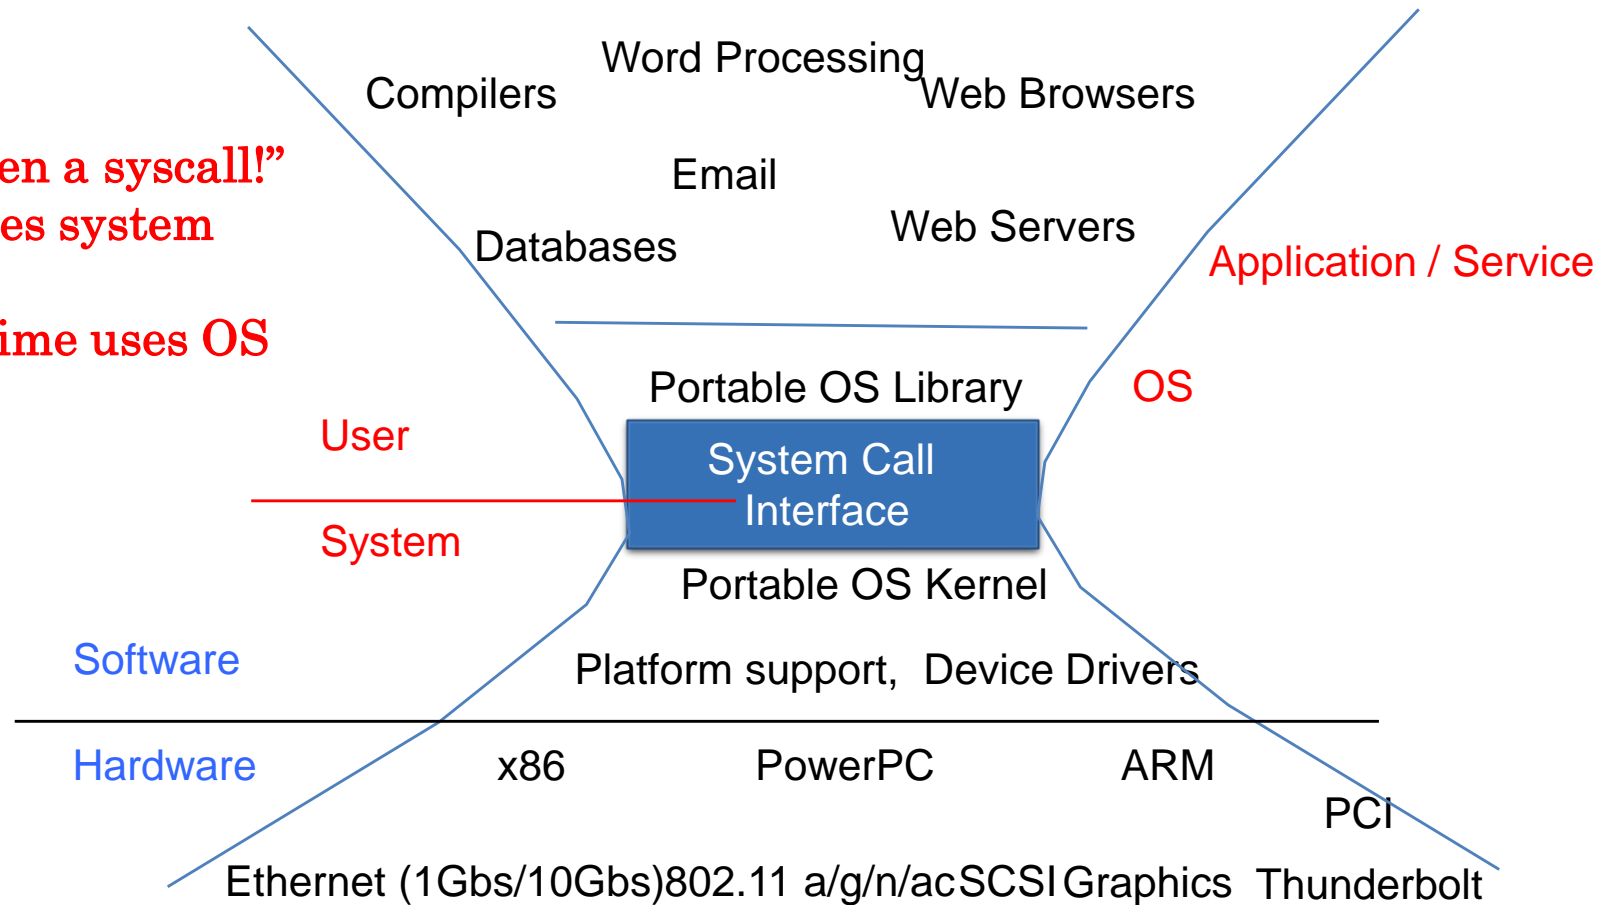 Word Processing
Compilers
Web Browsers
en a syscall!”
Email
es system
Databases
Web Servers
Application / Service
ime uses OS
Portable OS Library
OS
User
System Call
Interface
System
Portable OS Kernel
Software
Platform support, Device Drivers
Hardware
x86
PowerPC
ARM
PCI
Ethernet (1Gbs/10Gbs) 802.11 a/g/n/ac SCSI Graphics Thunderbolt